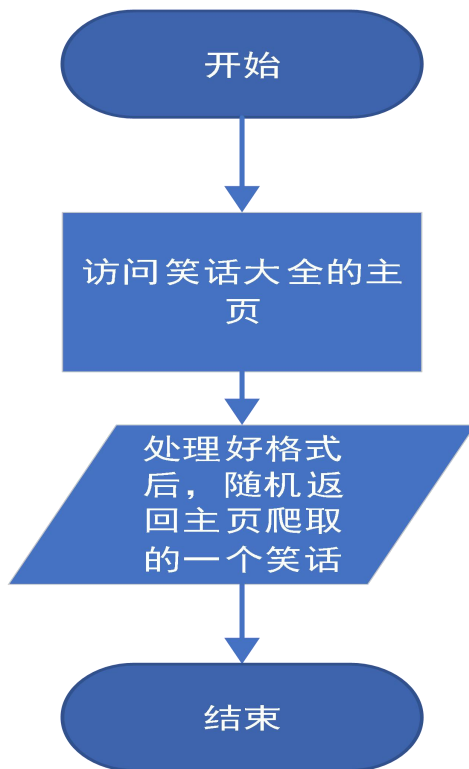 开始
访问笑话大全的主
页
处理好格式
后，随机返
回主页爬取
的一个笑话
结束